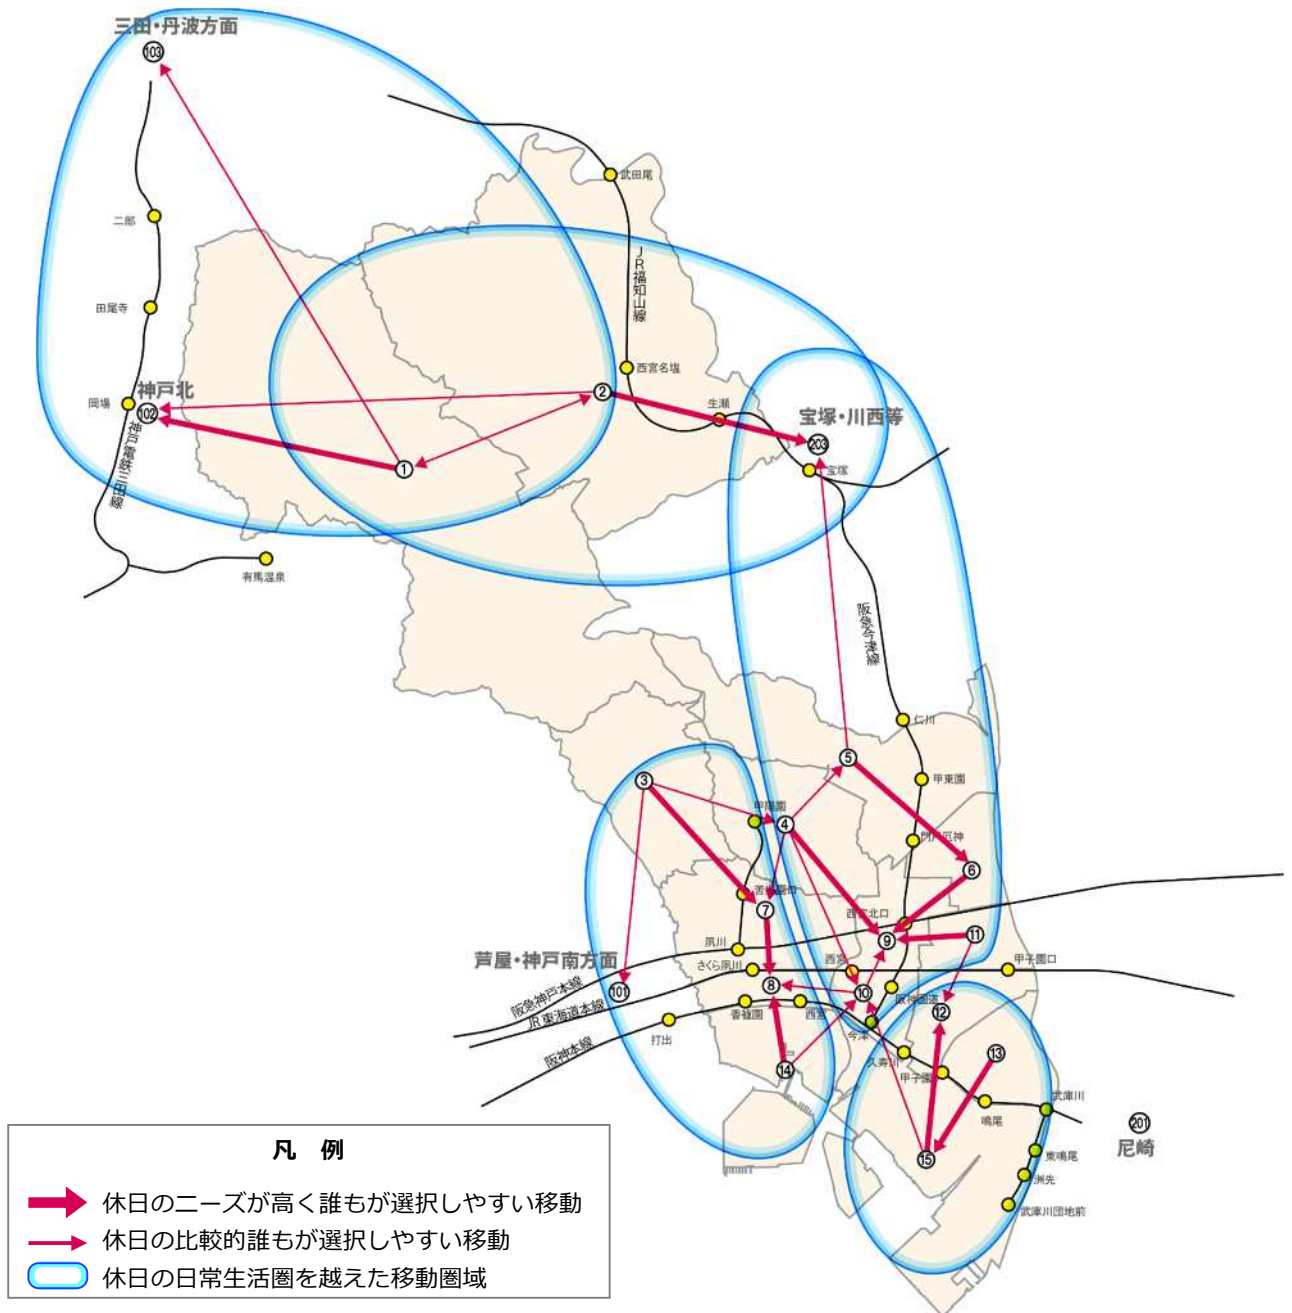 三田・丹波方面
103
武田尾
二郎
JR福知山線
田尾寺
神戸北
岡場
102
西宮名塩
2
生瀬
宝塚・川西等
203
1
宝塚
神戸電鉄三田線
有馬温泉
阪急今津線
仁川
5
3
甲東園
甲陽園
4
門戸厄神
6
苦楽園口
7
西宮北口
9
11
夙川
芦屋・神戸南方面
さくら夙川
西宮
甲子園口
101
8
10
阪神国道
阪急神戸本線
JR東海道本線
香櫨園
西宮
12
打出
今津
阪神本線
久寿川
13
14
甲子園
鳴尾
武庫川
201
尼崎
15
東鳴尾
洲先
武庫川団地前
凡 例
休日のニーズが高く誰もが選択しやすい移動
休日の比較的誰もが選択しやすい移動
休日の日常生活圏を越えた移動圏域